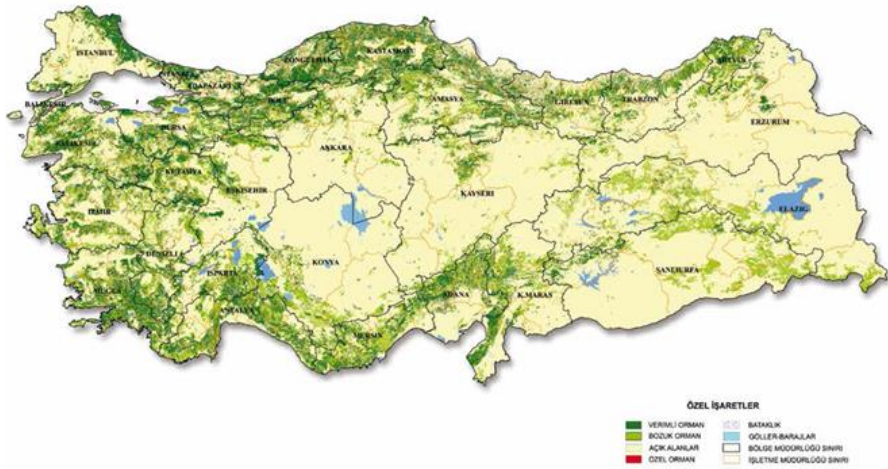 KASTAMONU
ZONGULDAK
İSTANBUL
ARTVİN
ADAPAZARI
BOLU
AMASYA
GİRESUN
TRABZON
BALIKESİR
BURSA
ERZURUM
BALIKESİR
ANKARA
KÜTAHYA
ESKİŞEHİR
KAYSERİ
ELAZIĞ
İZMİR
DENİZLİ
KONYA
ISPARTA
ŞANLIURFA
MUĞLA
ADANA
K.MARAŞ
ANTALYA
MERSİN
ÖZEL İŞARETLER
VERİMLİ ORMAN
BATAKLIK
BOZUK ORMAN
GÖLLER-BARAJLAR
AÇIK ALANLAR
BÖLGE MÜDÜRLÜĞÜ SINIRI
ÖZEL ORMAN
İŞLETME MÜDÜRLÜĞÜ SINIRI